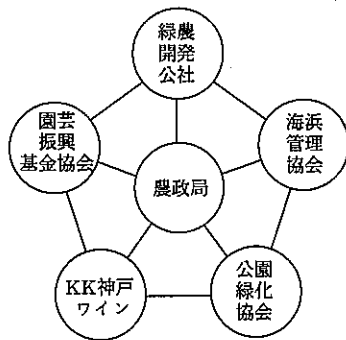 緑農
開発
公社
園芸
振興
基金協会
海浜
管理
協会
農政局
KK神戸
ワイン
公園
緑化
協会